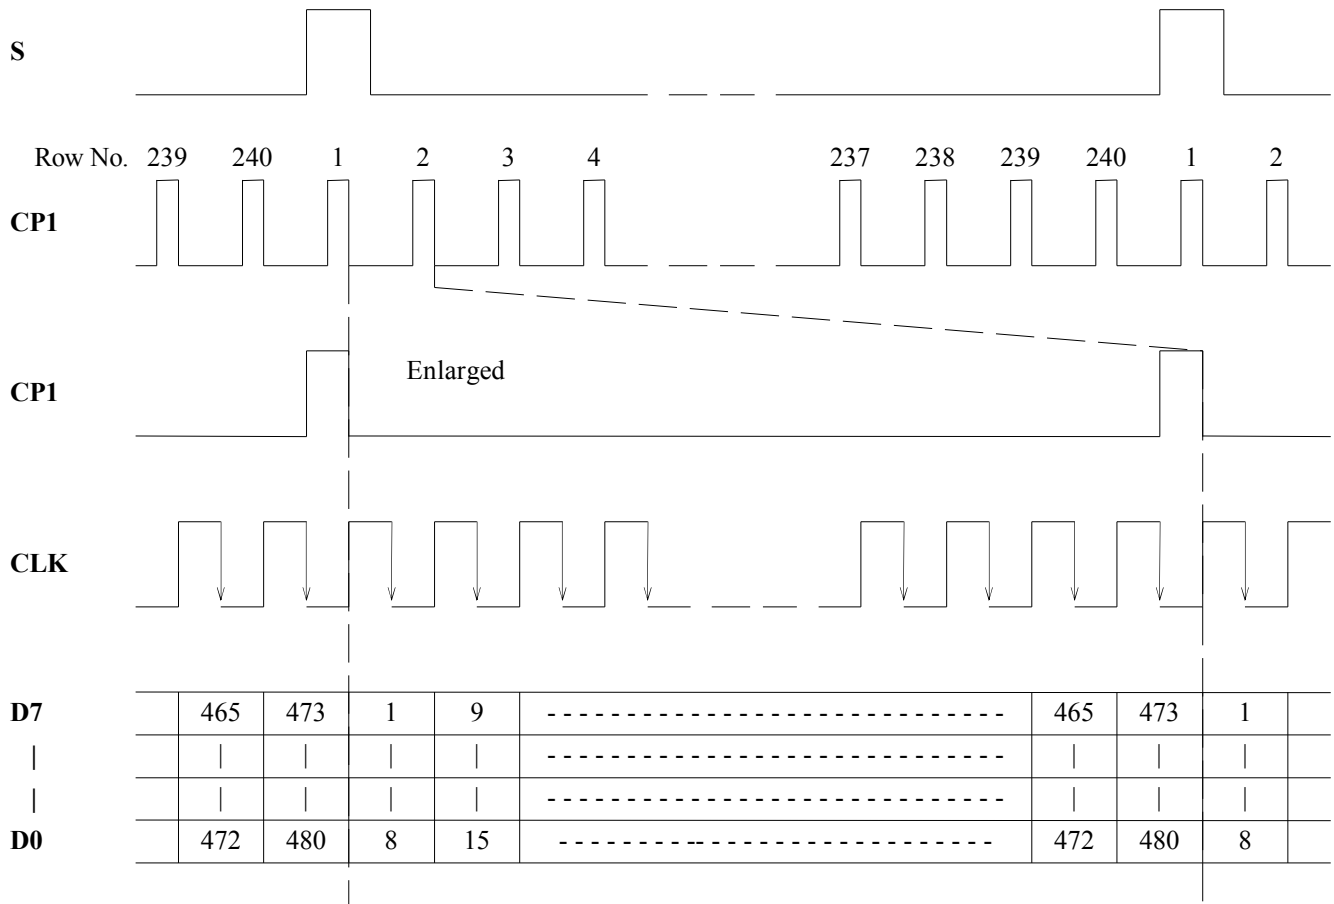 S
Row No. 239 240 1 2 3 4 237 238 239 240 1 2
CP1
CP1
Enlarged
CLK
D7 465 473 1 9 465 473 1
D0 472 480 8 15 472 480 8